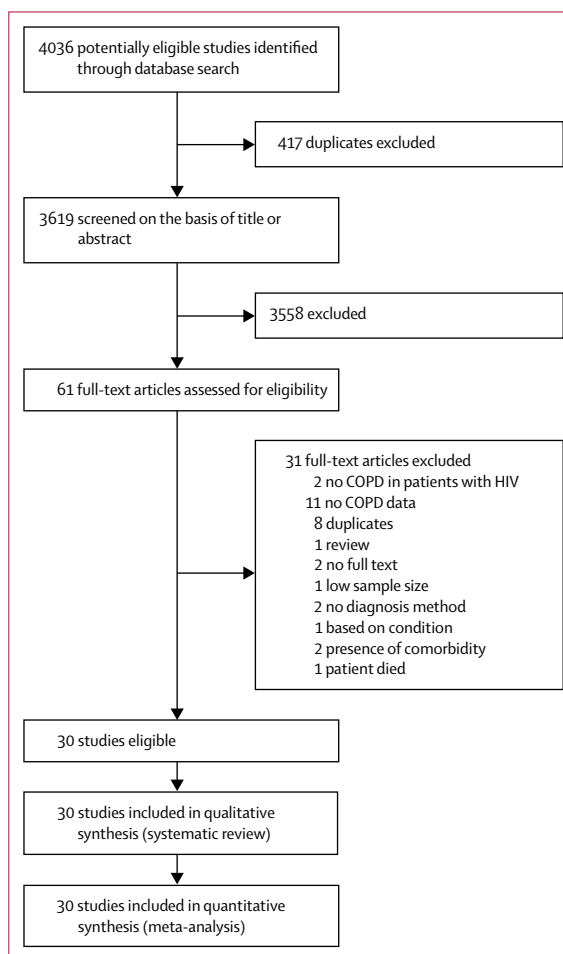 4036 potentially eligible studies identified
through database search
417 duplicates excluded
3619 screened on the basis of title or
abstract
3558 excluded
61 full-text articles assessed for eligibility
31 full-text articles excluded
2 no COPD in patients with HIV
11 no COPD data
8 duplicates
1 review
2 no full text
1 low sample size
2 no diagnosis method
1 based on condition
2 presence of comorbidity
1 patient died
30 studies eligible
30 studies included in qualitative
synthesis (systematic review)
30 studies included in quantitative
synthesis (meta-analysis)